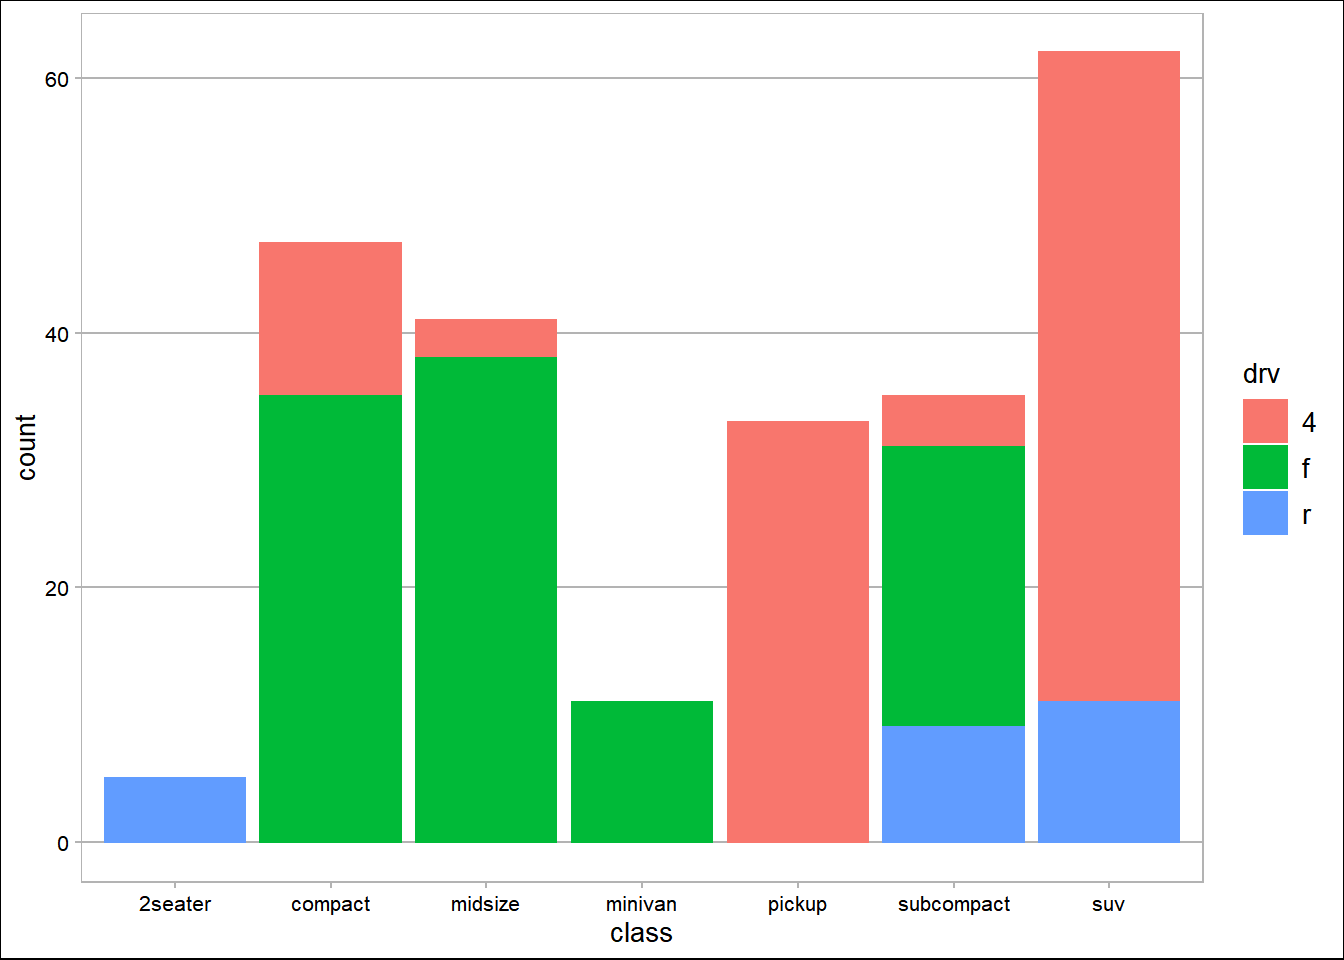 60
40
20
0
count
2seater compact midsize minivan pickup subcompact suv
class
drv
4
f
r